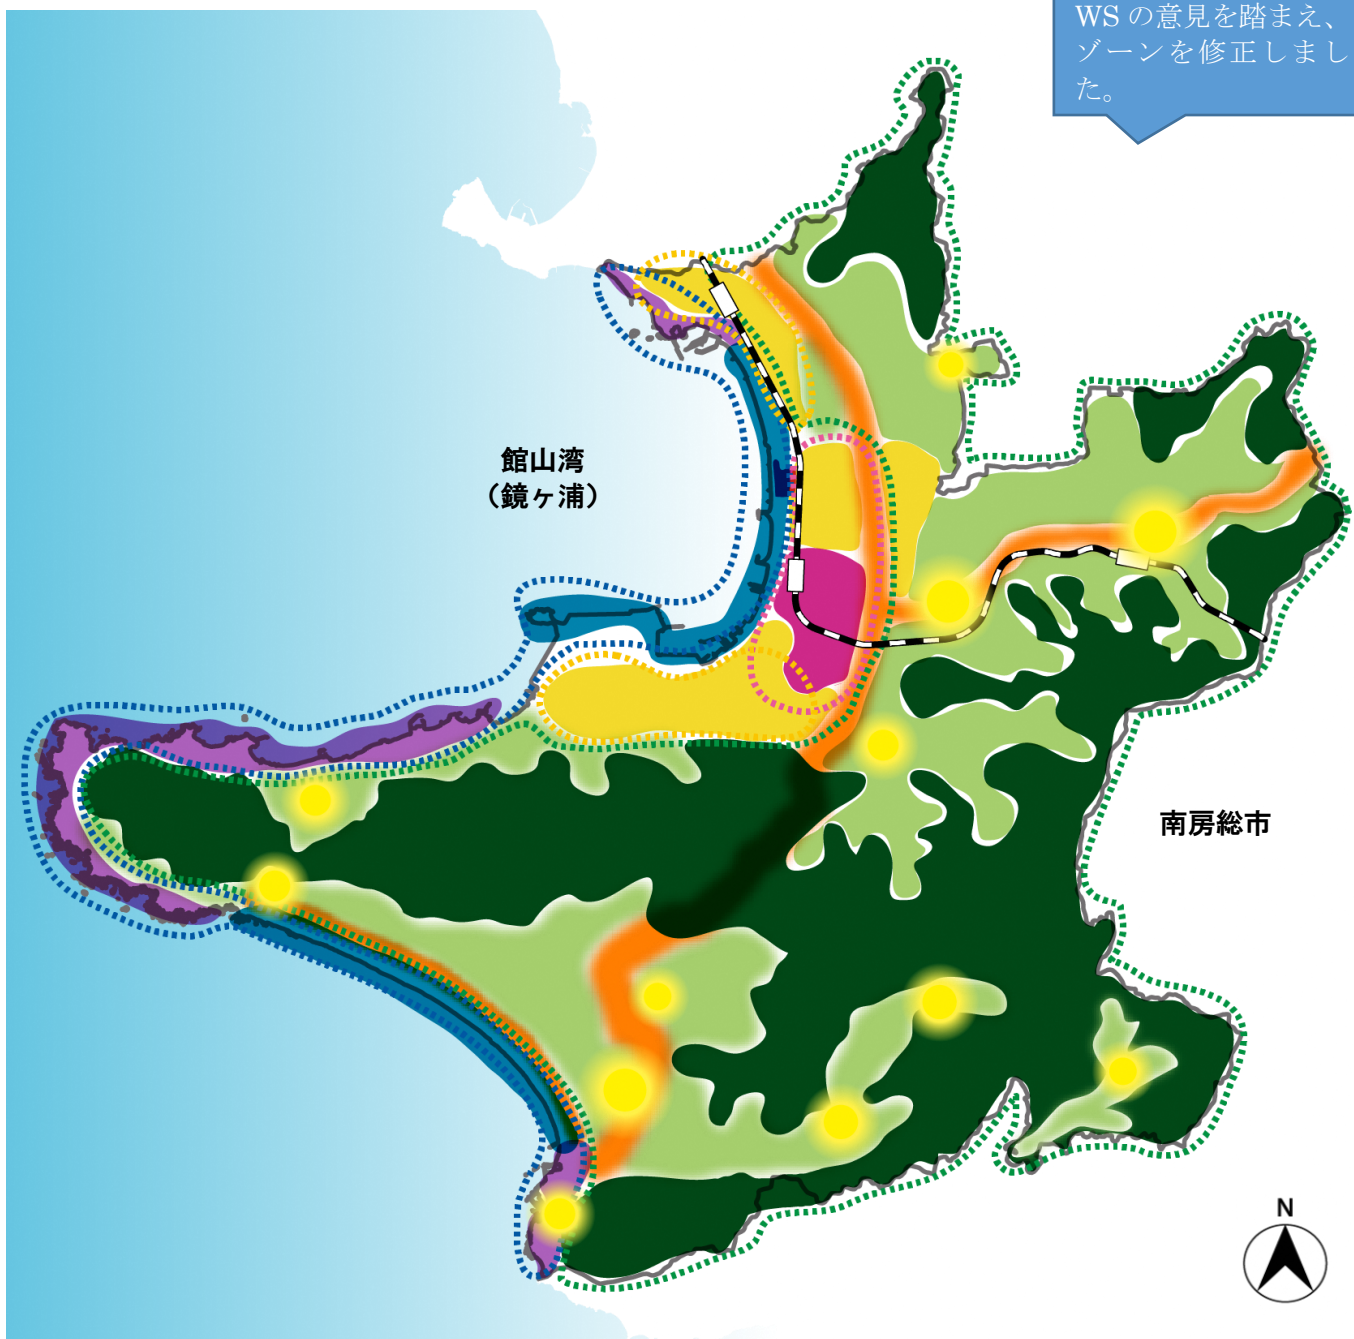 WS の意見を踏まえ、
ゾーンを修正しまし
た。
館山湾
（鏡ヶ浦）
南房総市
N